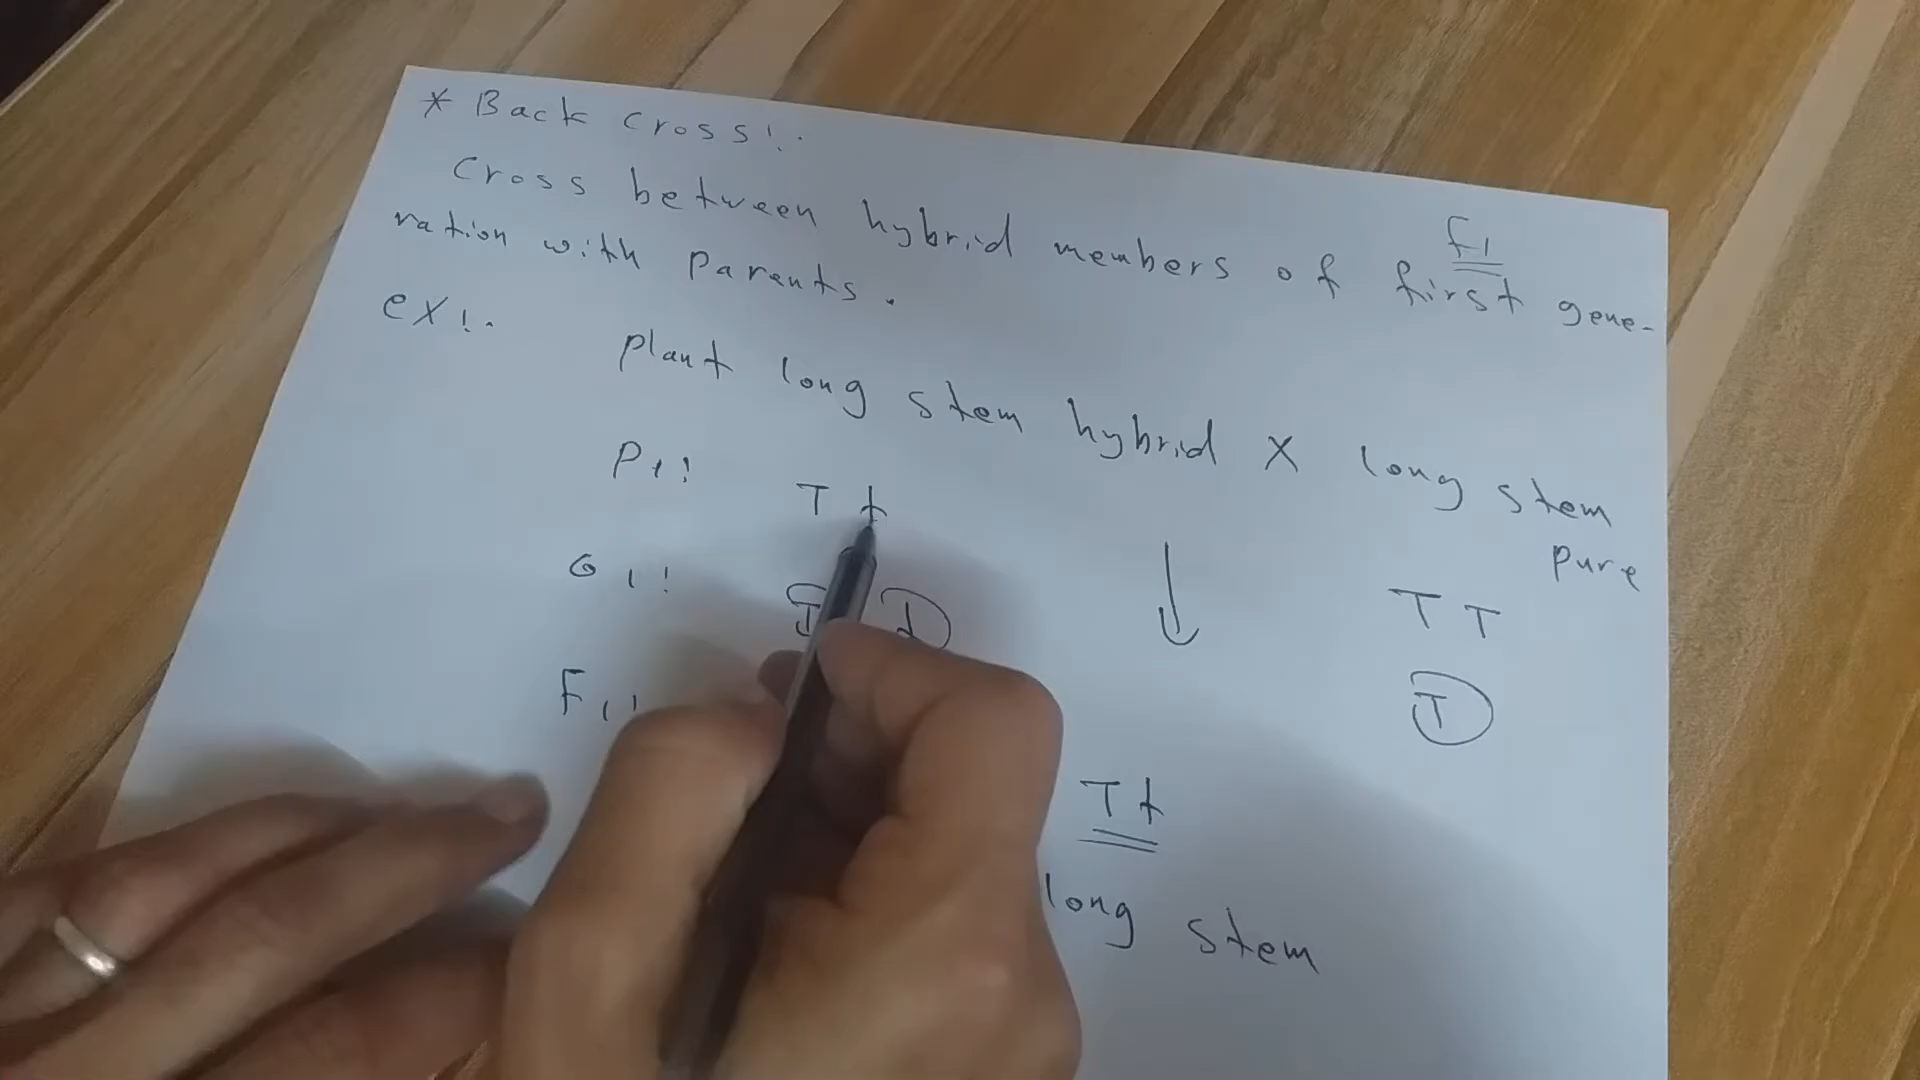 * Back cross:.
F1
Cross between hybrid members of first gene-
ration with parents.
ex:. plant long stem hybrid X long stem
pure
P1: T t T T
G1: T t T
F1: T t
long stem